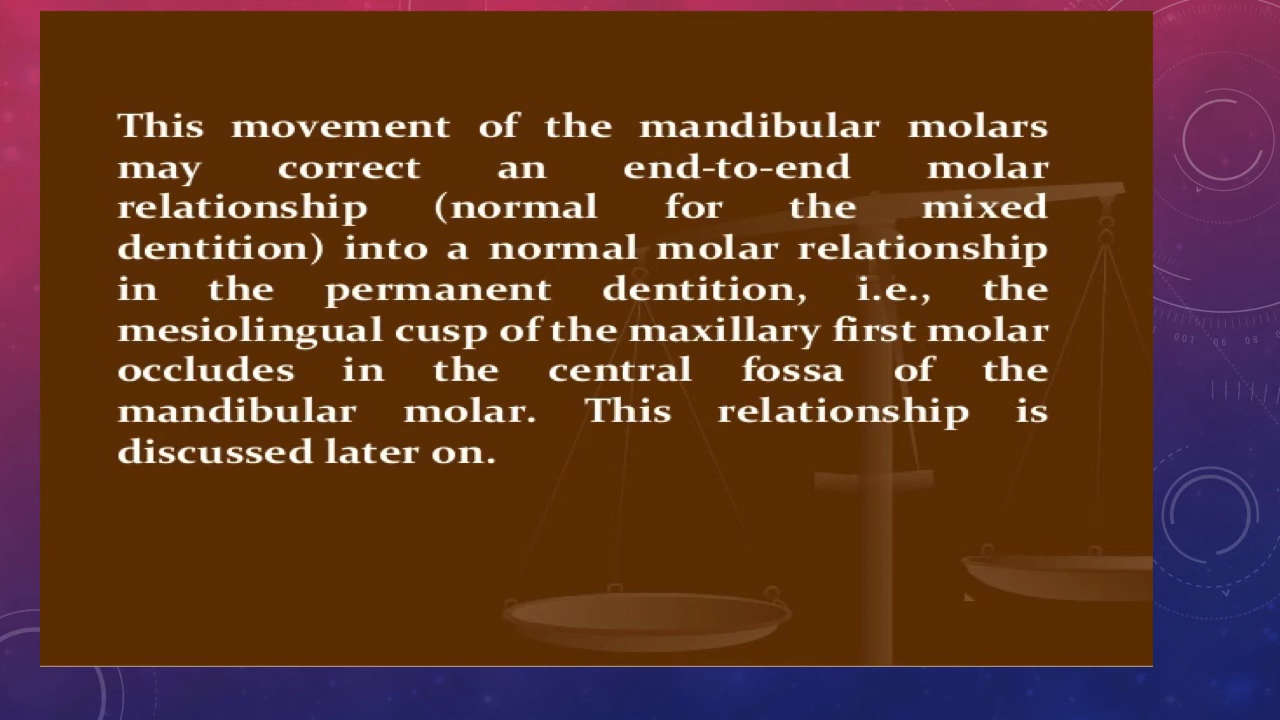 This movement of the mandibular molars
may correct an end-to-end molar
relationship (normal for the mixed
dentition) into a normal molar relationship
in the permanent dentition, i.e., the
mesiolingual cusp of the maxillary first molar
occludes in the central fossa of the
mandibular molar. This relationship is
discussed later on.